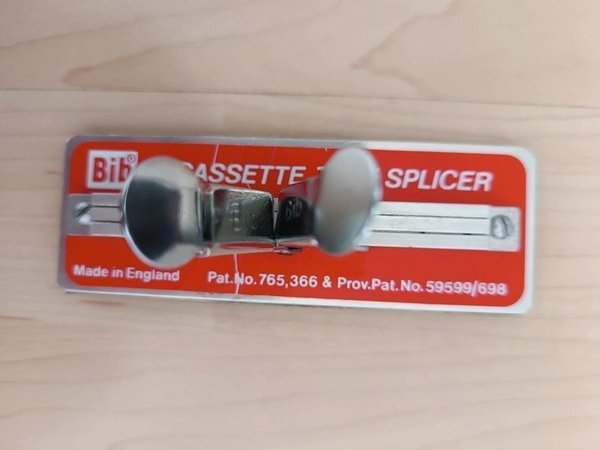 Bib® CASSETTE T SPLICER
Made in England Pat.No.765,366 & Prov.Pat.No.59599/698